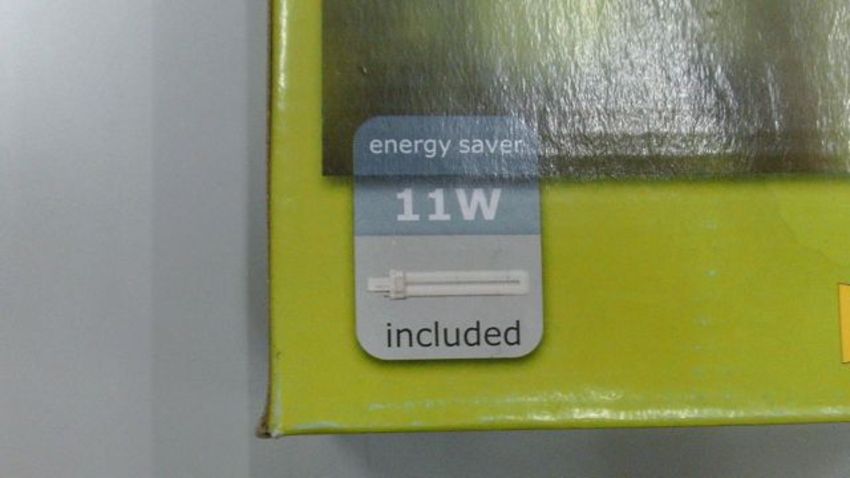 energy saver
11W
included